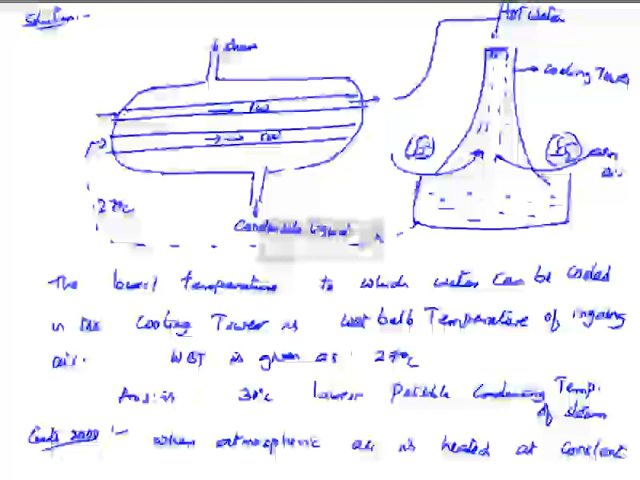 Solution:-
Hot water
steam
cooling Tower
27°C
Condensate liquid
air
The lowest temperature to which water can be cooled
in the cooling Tower is wet bulb Temperature of ingoing
air. WBT is given as 27°C
Ans: is 30°C lower possible Condensing Temp.
of steam
:- when atmospheric air is heated at constant